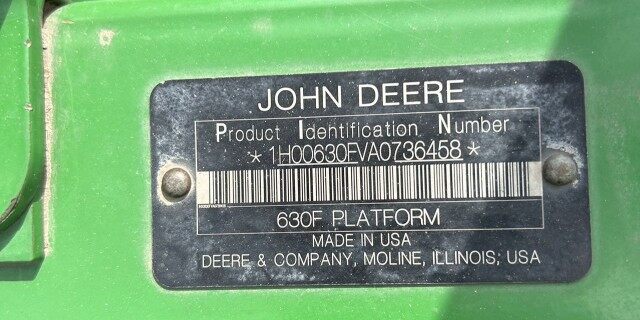 JOHN DEERE
Product Identification Number
* 1H00630FVA0736458 *
630F PLATFORM
MADE IN USA
DEERE & COMPANY, MOLINE, ILLINOIS, USA